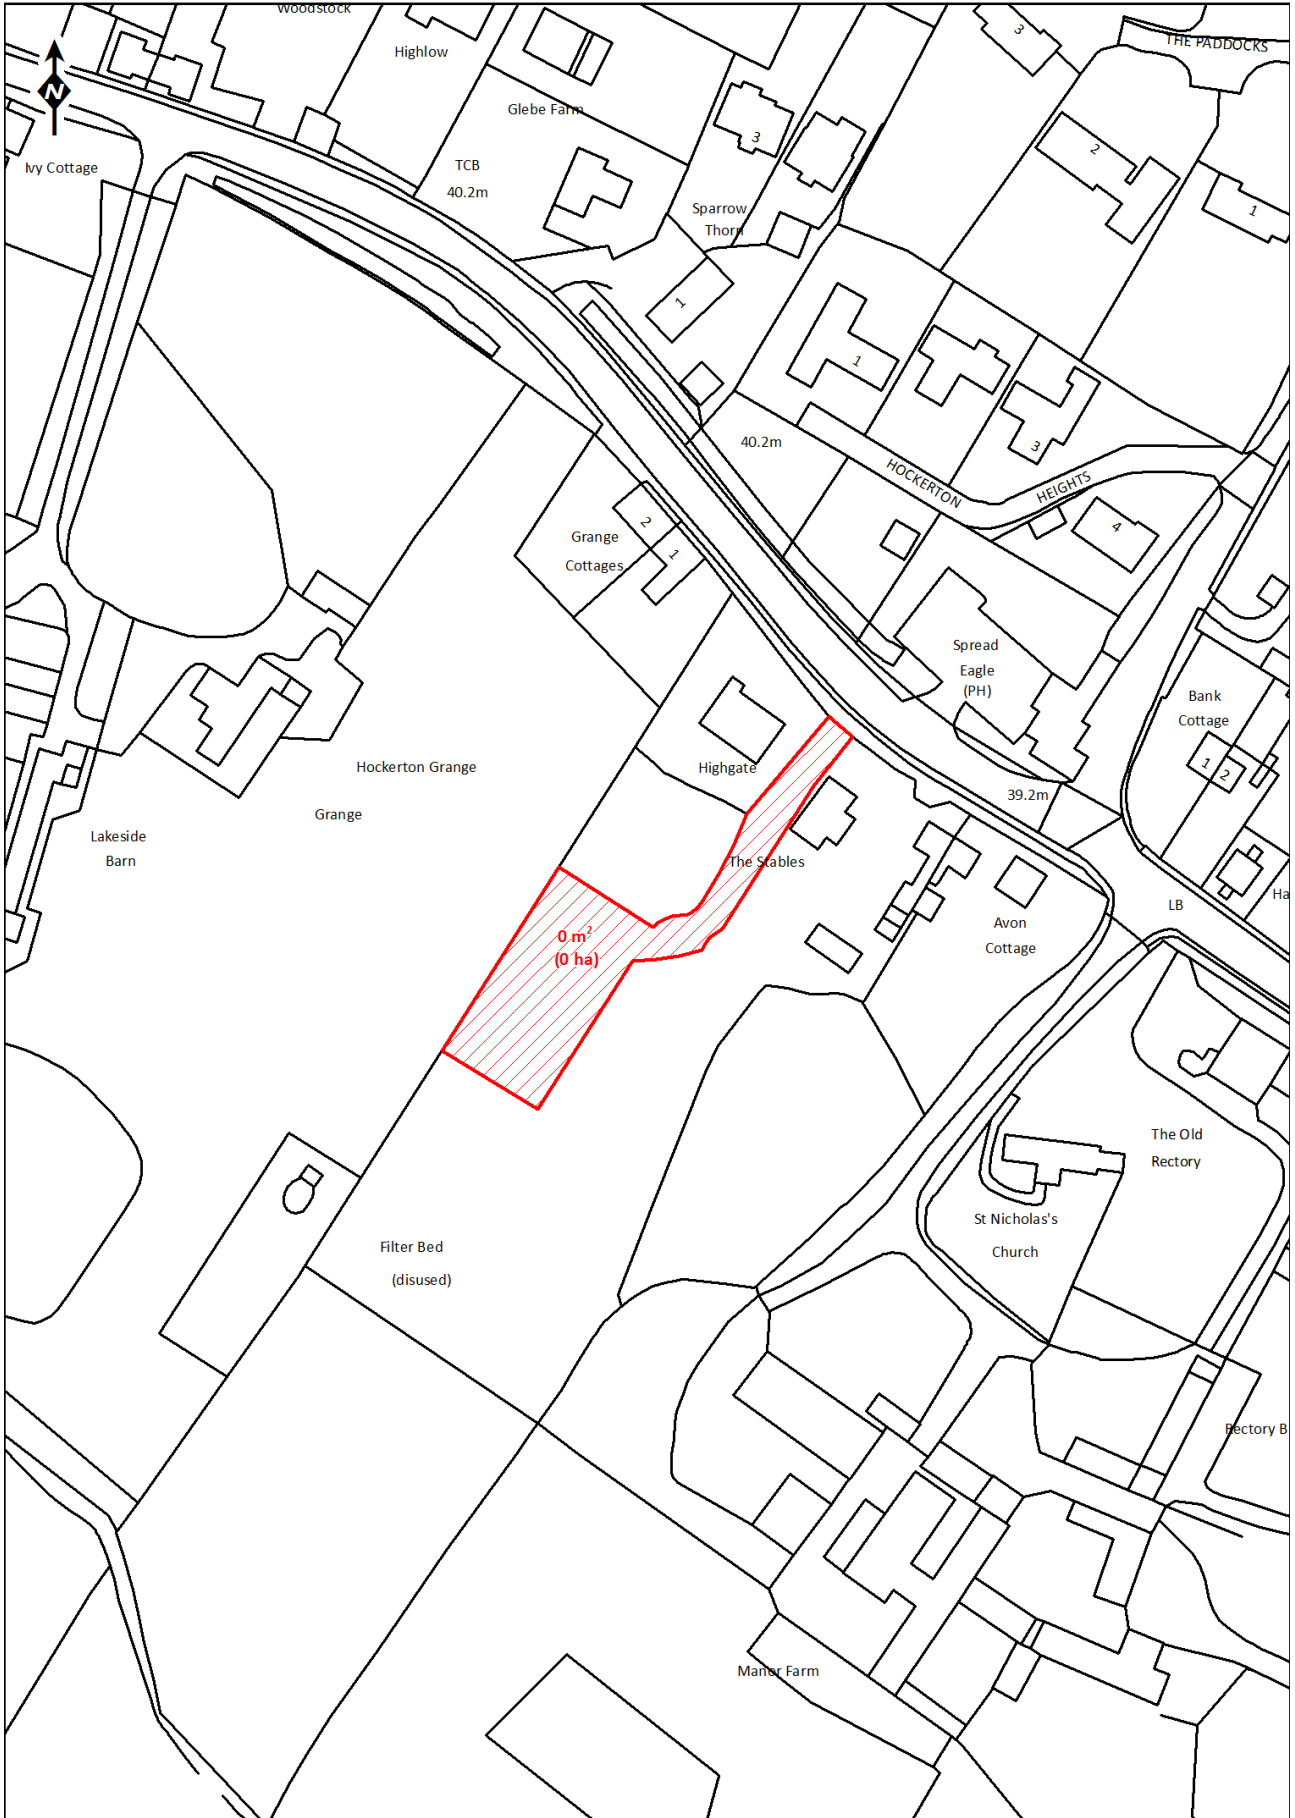 Woodstock
Highlow
3
THE PADDOCKS
N
Glebe Farm
3
2
Ivy Cottage
TCB
40.2m
Sparrow
Thorn
1
1
1
40.2m
HOCKERTON
HEIGHTS
3
4
2
Grange
Cottages
1
Spread
Eagle
(PH)
Bank
Cottage
1
2
Highgate
Hockerton Grange
39.2m
Grange
Lakeside
Barn
The Stables
Ha
LB
Avon
Cottage
0 m²
(0 ha)
The Old
Rectory
St Nicholas's
Church
Filter Bed
(disused)
Rectory B
Manor Farm